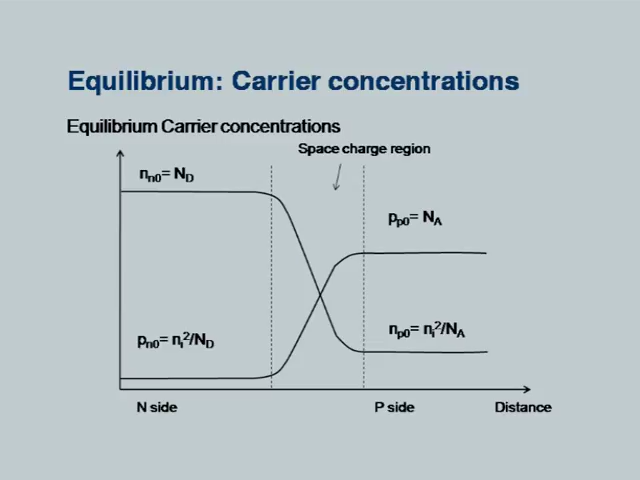 Equilibrium: Carrier concentrations
Equilibrium Carrier concentrations
Space charge region
nn0= ND
pp0= NA
pn0= ni2/ND
np0= ni2/NA
N side
P side
Distance